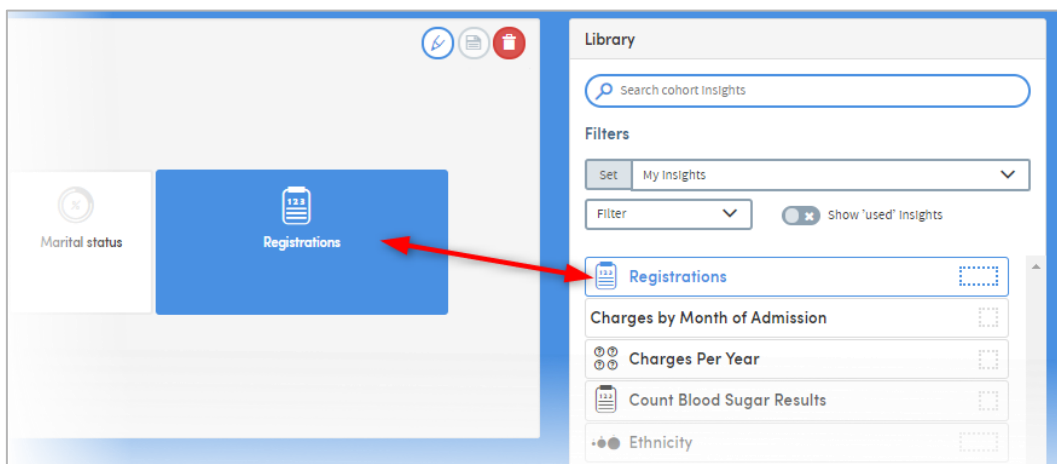 Marital status
123
Registrations
Library
Search cohort Insights
Filters
Set My Insights
Filter
Show 'used' Insights
123 Registrations
Charges by Month of Admission
Charges Per Year
123 Count Blood Sugar Results
Ethnicity